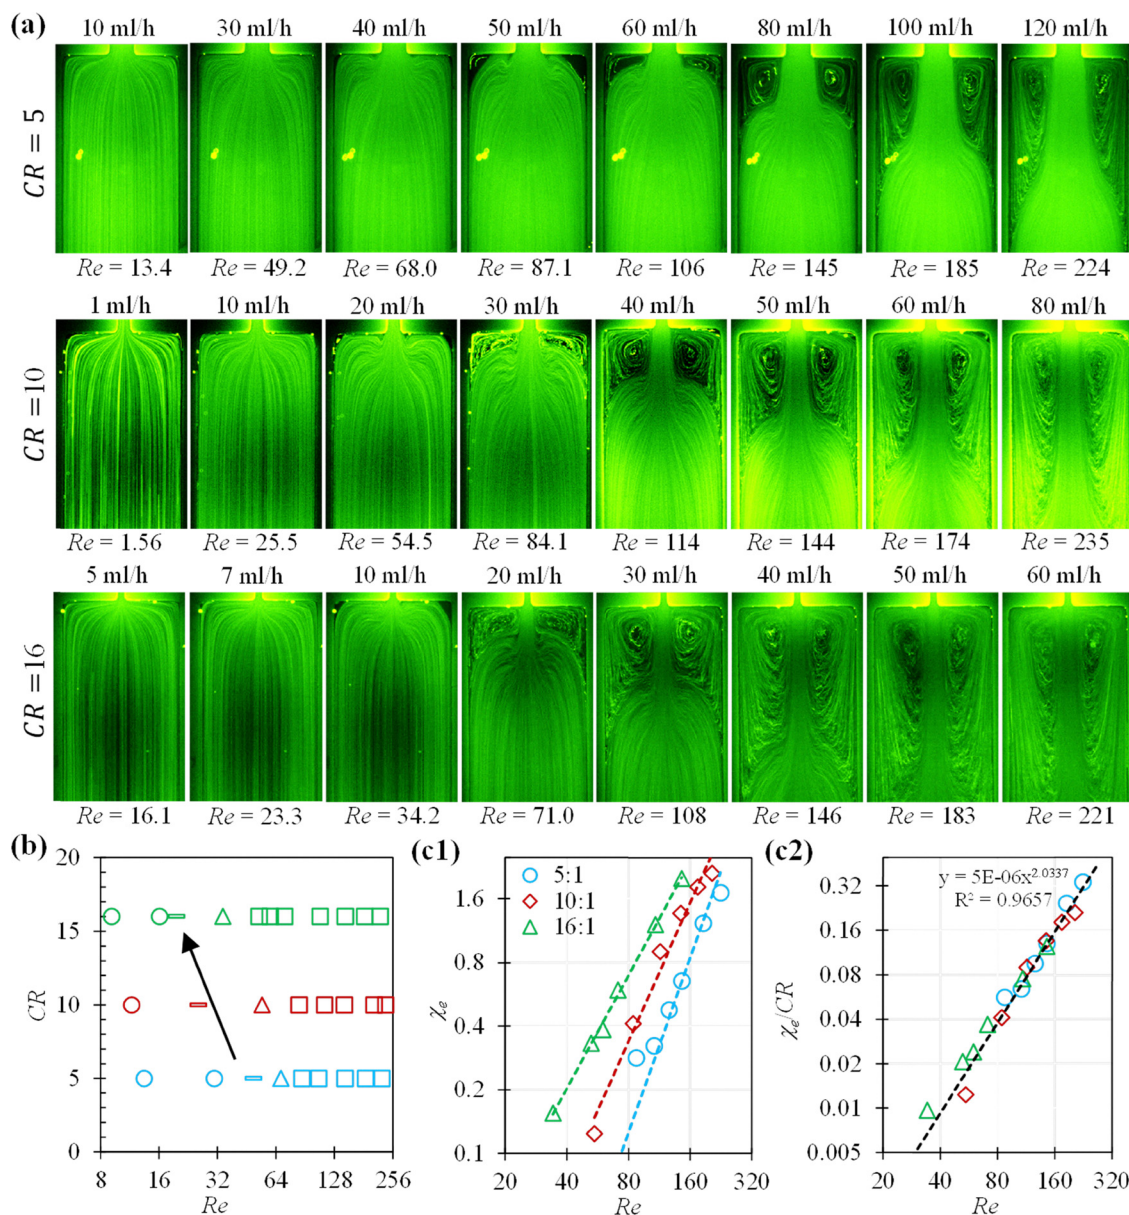 (a)
10 ml/h 30 ml/h 40 ml/h 50 ml/h 60 ml/h 80 ml/h 100 ml/h 120 ml/h
CR = 5
Re = 13.4 Re = 49.2 Re = 68.0 Re = 87.1 Re = 106 Re = 145 Re = 185 Re = 224
1 ml/h 10 ml/h 20 ml/h 30 ml/h 40 ml/h 50 ml/h 60 ml/h 80 ml/h
CR =10
Re = 1.56 Re = 25.5 Re = 54.5 Re = 84.1 Re = 114 Re = 144 Re = 174 Re = 235
5 ml/h 7 ml/h 10 ml/h 20 ml/h 30 ml/h 40 ml/h 50 ml/h 60 ml/h
CR =16
Re = 16.1 Re = 23.3 Re = 34.2 Re = 71.0 Re = 108 Re = 146 Re = 183 Re = 221
(b)
20
15
10
5
0
CR
8 16 32 64 128 256
Re
(c1)
5:1
10:1
16:1
1.6
0.8
0.4
0.2
0.1
χe
20 40 80 160 320
Re
(c2)
y = 5E-06x^2.0337
R² = 0.9657
0.32
0.16
0.08
0.04
0.02
0.01
0.005
χe/CR
20 40 80 160 320
Re